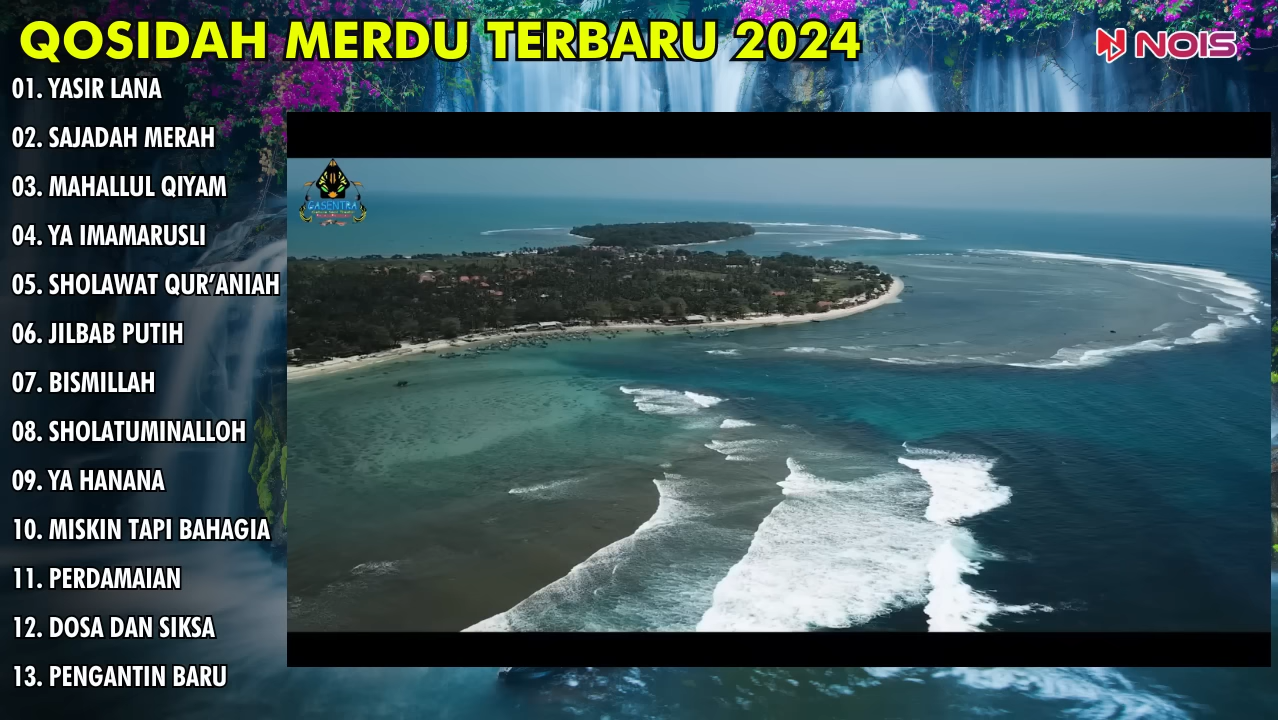 QOSIDAH MERDU TERBARU 2024
NOIS
01. YASIR LANA
02. SAJADAH MERAH
03. MAHALLUL QIYAM
04. YA IMAMARUSLI
05. SHOLAWAT QUR'ANIAH
06. JILBAB PUTIH
07. BISMILLAH
08. SHOLATUMINALLOH
09. YA HANANA
10. MISKIN TAPI BAHAGIA
11. PERDAMAIAN
12. DOSA DAN SIKSA
13. PENGANTIN BARU
GASENTRA